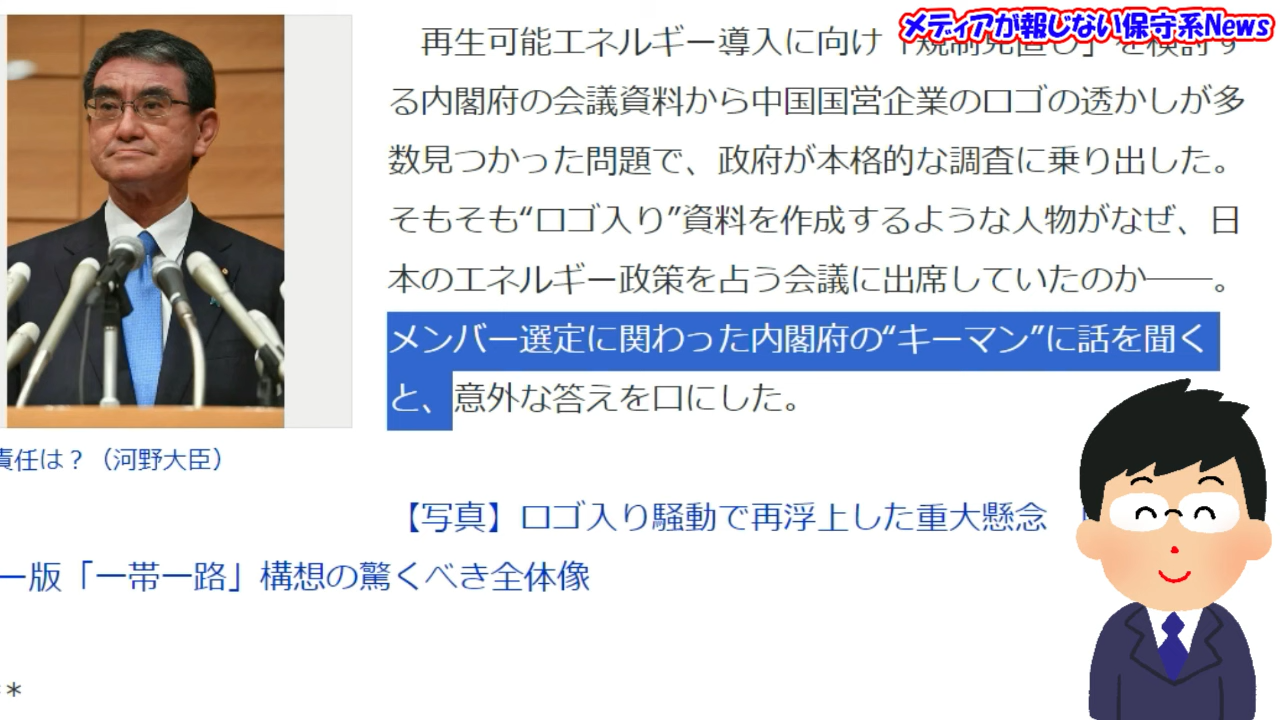 メディアが報じない保守系News
再生可能エネルギー導入に向け「規制見直し」を検討す
る内閣府の会議資料から中国国営企業のロゴの透かしが多
数見つかった問題で、政府が本格的な調査に乗り出した。
そもそも“ロゴ入り”資料を作成するような人物がなぜ、日
本のエネルギー政策を占う会議に出席していたのか――。
メンバー選定に関わった内閣府の“キーマン”に話を聞く
と、意外な答えを口にした。
責任は？（河野大臣）
【写真】ロゴ入り騒動で再浮上した重大懸念
ー版「一帯一路」構想の驚くべき全体像
*